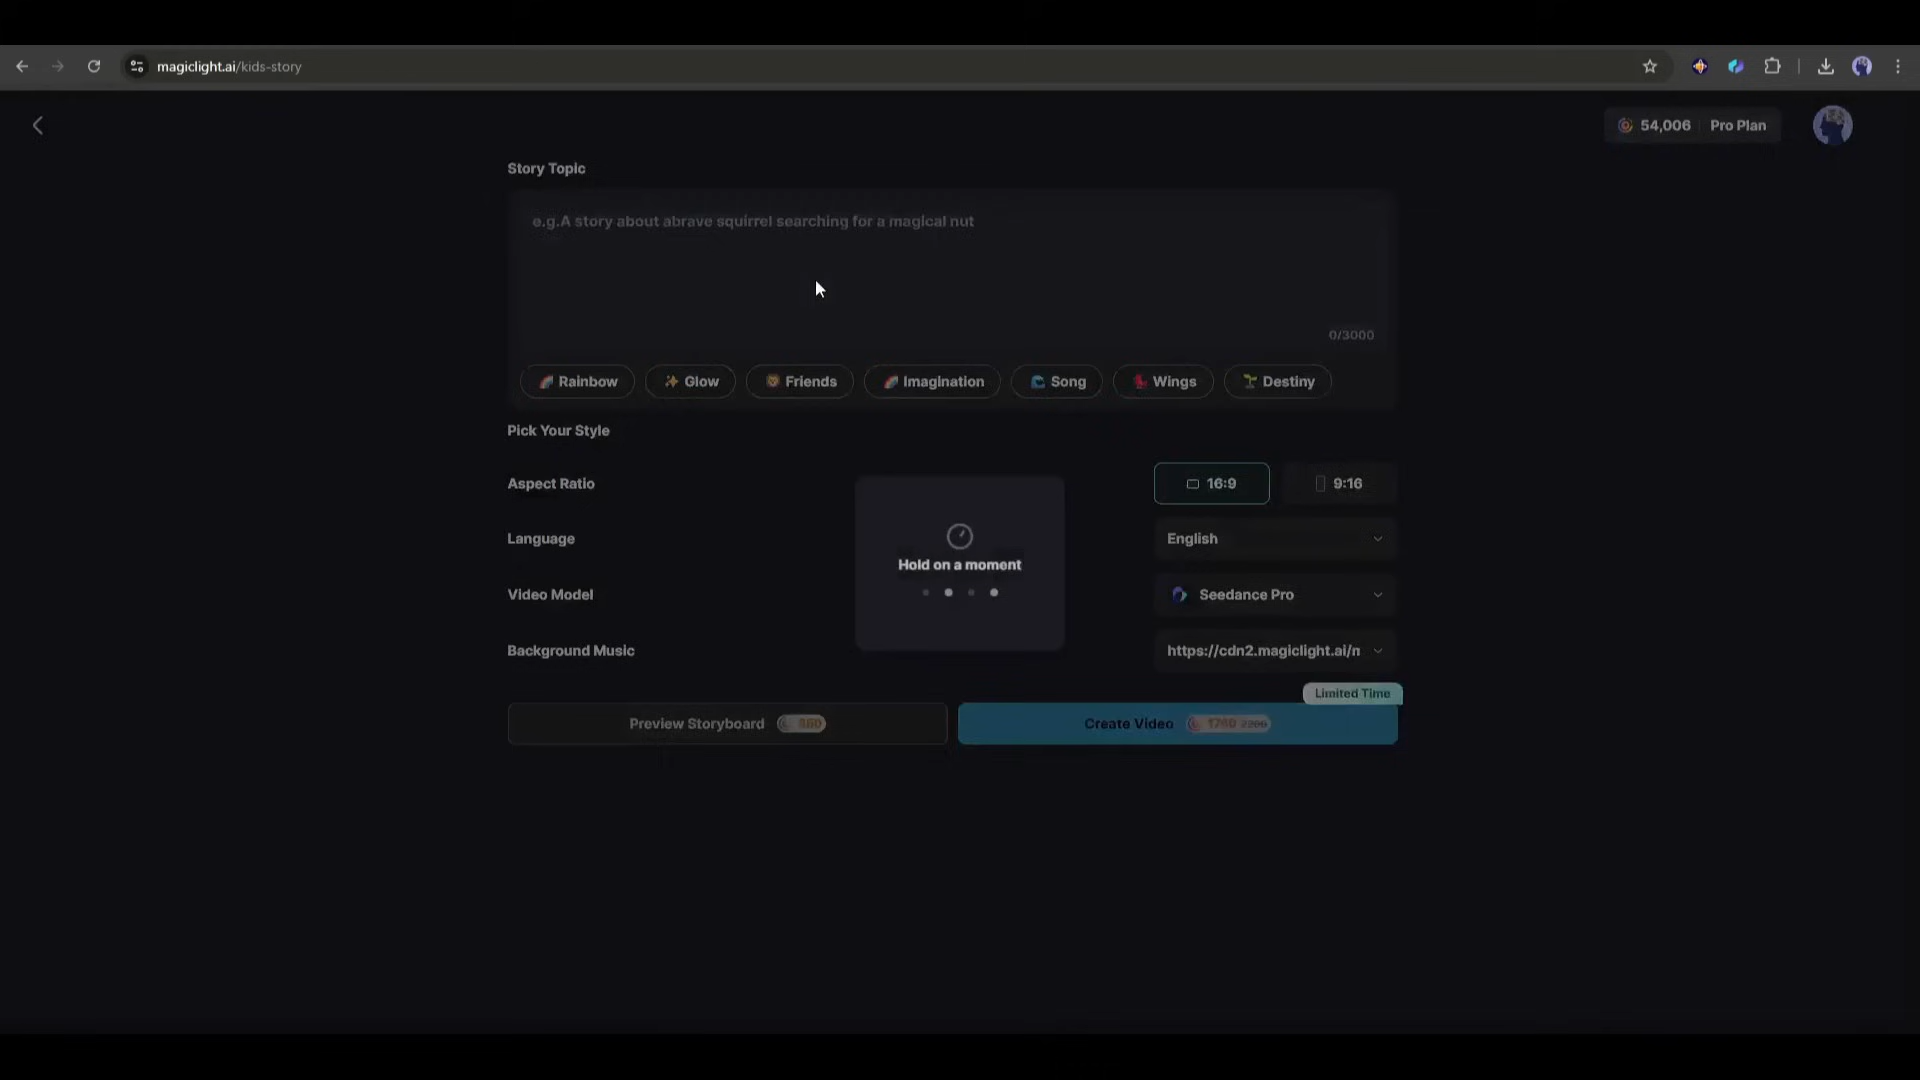 magiclight.ai/kids-story
54,006 Pro Plan
Story Topic
e.g.A story about abrave squirrel searching for a magical nut
0/3000
Rainbow Glow Friends Imagination Song Wings Destiny
Pick Your Style
Aspect Ratio 16:9 9:16
Hold on a moment
Language English
Video Model Seedance Pro
Background Music https://cdn2.magiclight.ai/m
Limited Time
Preview Storyboard
Create Video